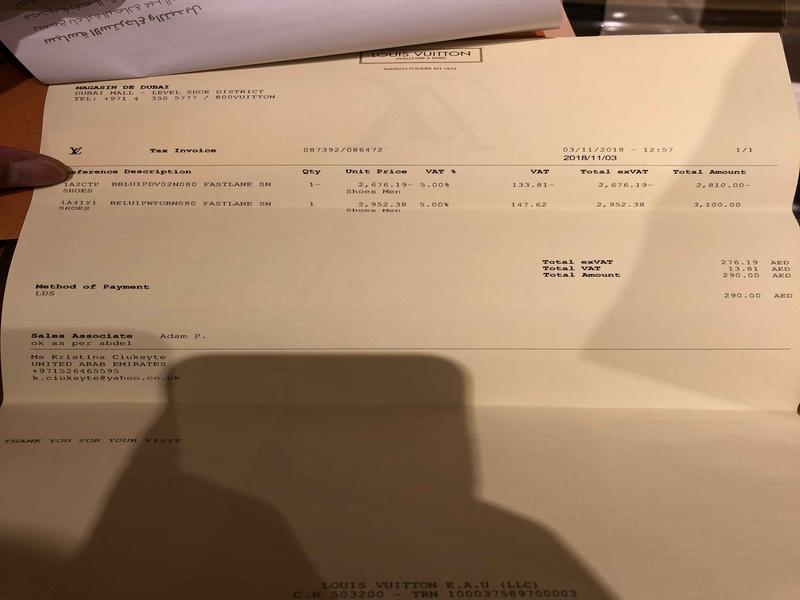 سياسة الاسترجاع والتبديل
LOUIS VUITTON
MALLETIER A PARIS
MAISON FONDÉE EN 1854
MAGASIN DE DUBAI
DUBAI MALL - LEVEL SHOE DISTRICT
TEL: +971 4 350 5777 / 800VUITTON
LV Tax Invoice 087392/086472 03/11/2018 - 12:57 1/1
2018/11/03
eference Description Qty Unit Price VAT % VAT Total exVAT Total Amount
1A2CTP BBLU1PDV02N080 FASTLANE SN 1- 2,676.19- 5.00% 133.81- 2,676.19- 2,810.00-
SHOES Shoes Men
1A41Y1 BELU1PWFGRN080 FASTLANE SN 1 2,952.38 5.00% 147.62 2,952.38 3,100.00
SHOES Shoes Men
Total exVAT 276.19 AED
Total VAT 13.81 AED
Total Amount 290.00 AED
Method of Payment
LDS 290.00 AED
Sales Associate Adam P.
ok as per abdel
Ms Kristina Ciuksyte
UNITED ARAB EMIRATES
+971526465595
k.ciuksyte@yahoo.co.uk
THANK YOU FOR YOUR VISIT
LOUIS VUITTON E.A.U (LLC)
C.R 503200 - TRN 100037589700003